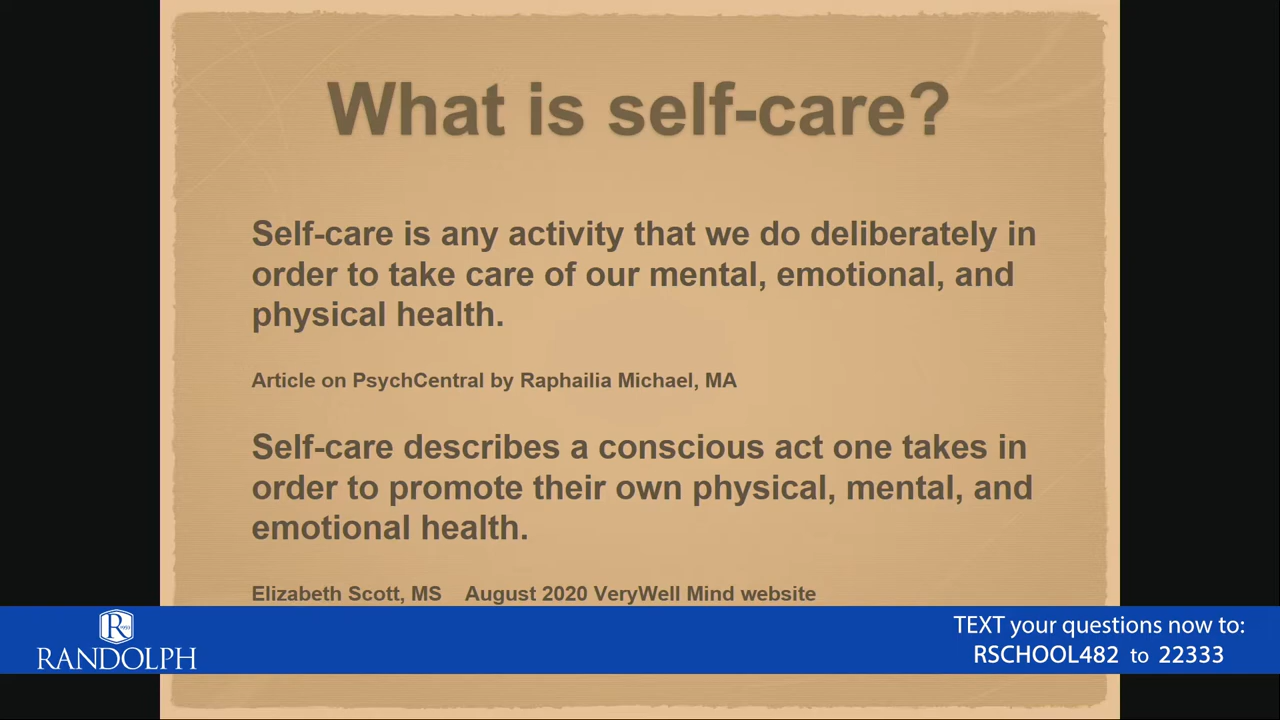 What is self-care?
Self-care is any activity that we do deliberately in
order to take care of our mental, emotional, and
physical health.
Article on PsychCentral by Raphailia Michael, MA
Self-care describes a conscious act one takes in
order to promote their own physical, mental, and
emotional health.
Elizabeth Scott, MS August 2020 VeryWell Mind website
R
RANDOLPH
TEXT your questions now to:
RSCHOOL482 to 22333